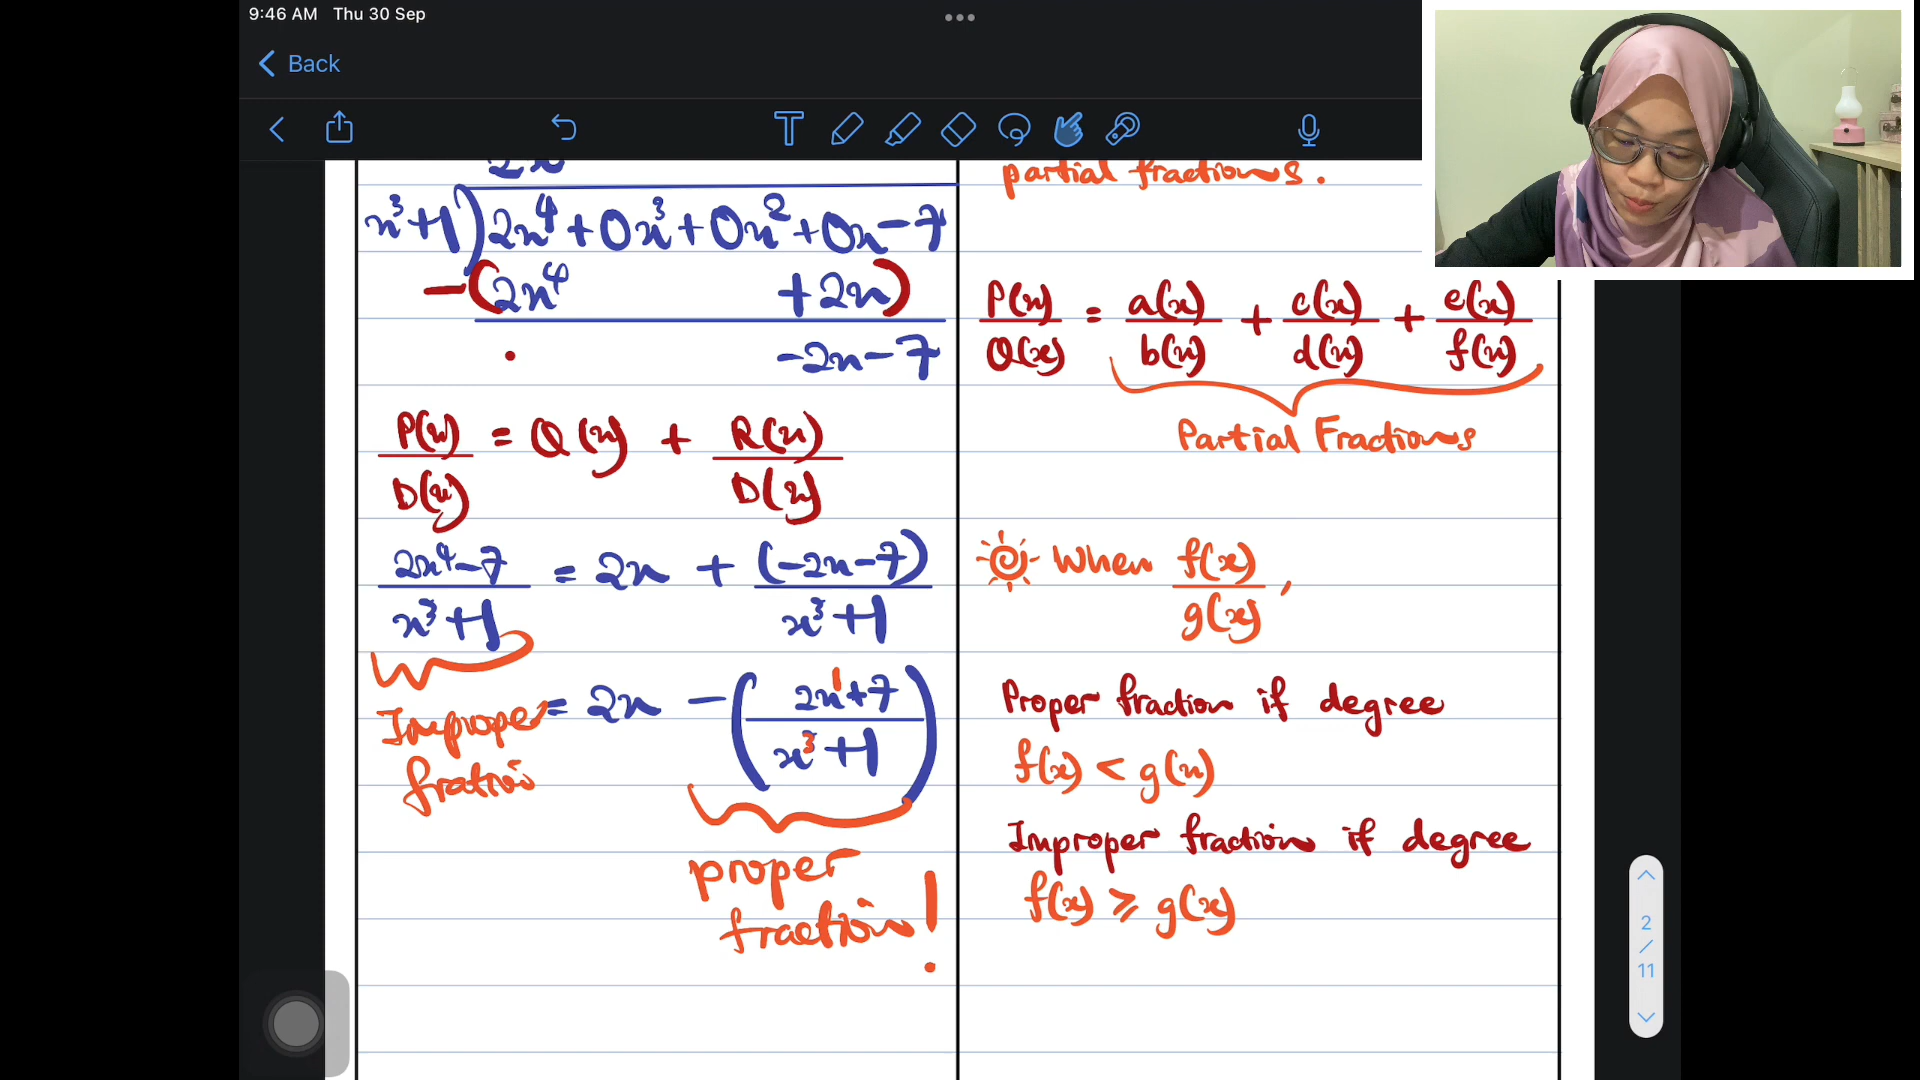 9:46 AM Thu 30 Sep
Back
2x
x³+1)2x⁴+0x³+0x²+0x-7
-(2x⁴ +2x)
-2x-7
P(x)/D(x) = Q(x) + R(x)/D(x)
2x⁴-7/x³+1 = 2x + (-2x-7)/x³+1
= 2x - (2x¹+7/x³+1)
Improper
fration
proper
fraction!
partial fractions.
P(x)/Q(x) = a(x)/b(x) + c(x)/d(x) + e(x)/f(x)
Partial Fractions
When f(x)/g(x),
Proper fraction if degree
f(x) < g(x)
Improper fraction if degree
f(x) ⩾ g(x)
2
/
11